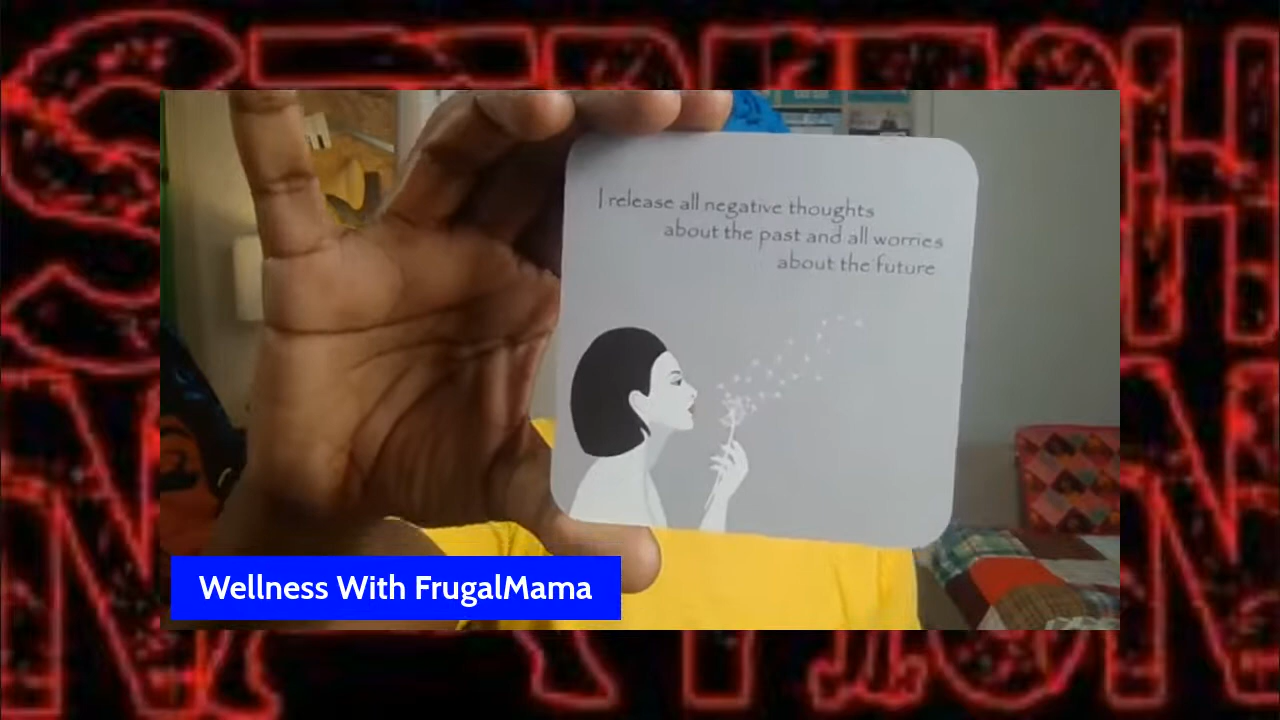 I release all negative thoughts
about the past and all worries
about the future
Wellness With FrugalMama